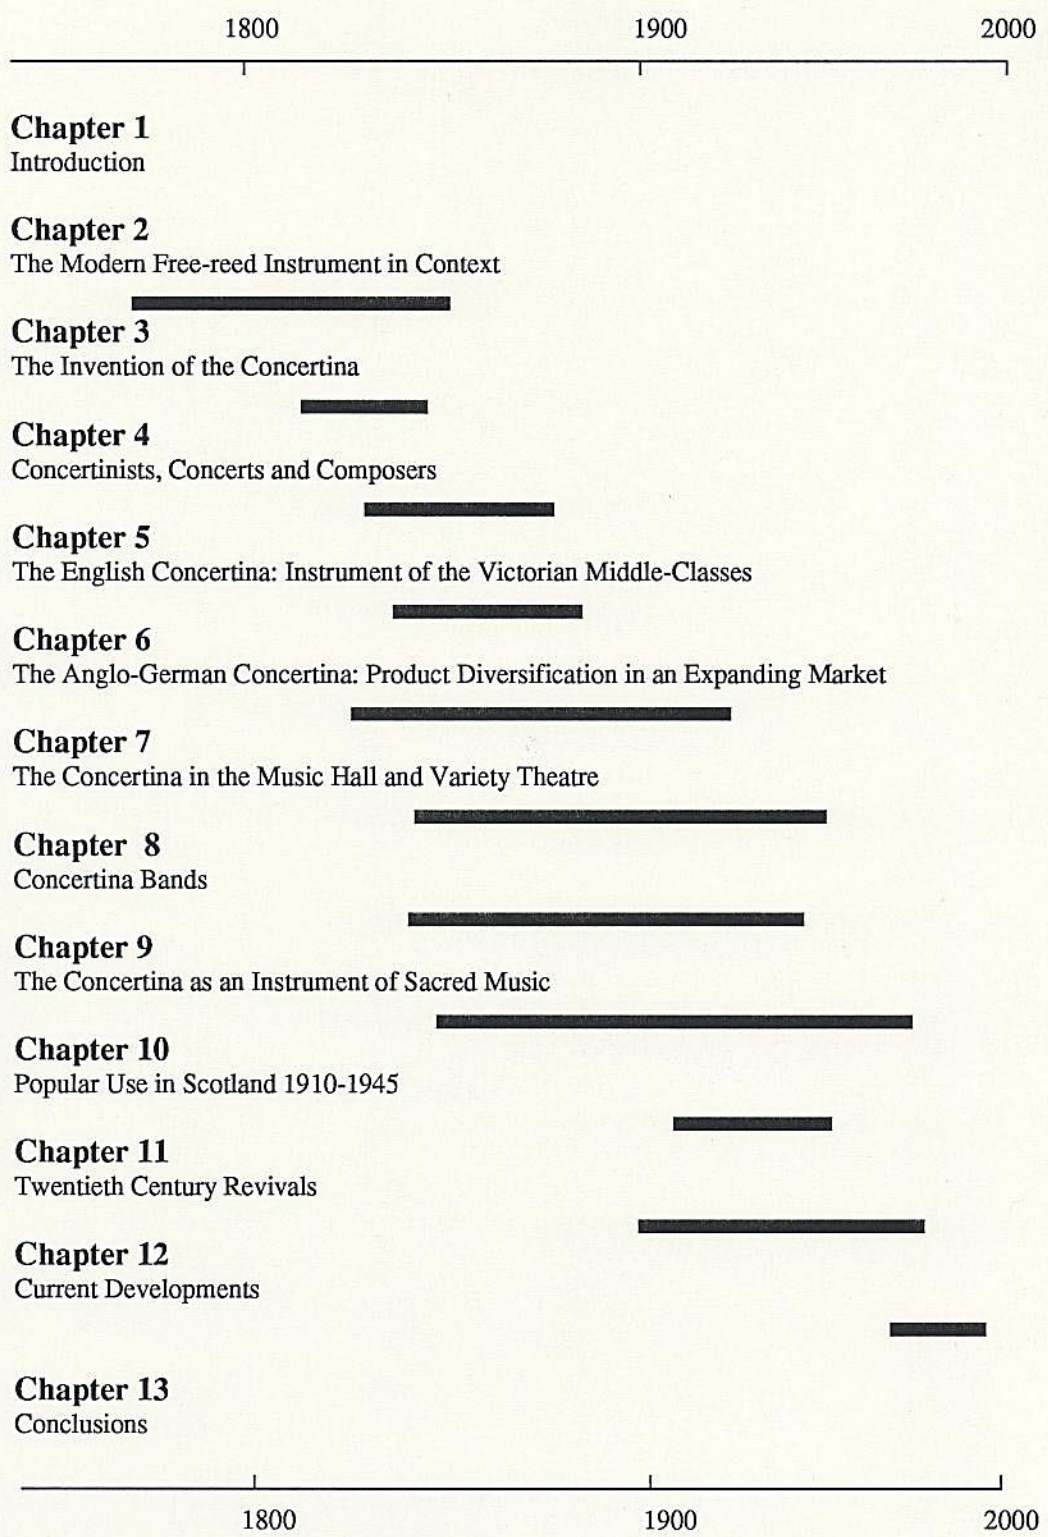 1800 1900 2000
Chapter 1
Introduction
Chapter 2
The Modern Free-reed Instrument in Context
Chapter 3
The Invention of the Concertina
Chapter 4
Concertinists, Concerts and Composers
Chapter 5
The English Concertina: Instrument of the Victorian Middle-Classes
Chapter 6
The Anglo-German Concertina: Product Diversification in an Expanding Market
Chapter 7
The Concertina in the Music Hall and Variety Theatre
Chapter 8
Concertina Bands
Chapter 9
The Concertina as an Instrument of Sacred Music
Chapter 10
Popular Use in Scotland 1910-1945
Chapter 11
Twentieth Century Revivals
Chapter 12
Current Developments
Chapter 13
Conclusions
1800 1900 2000